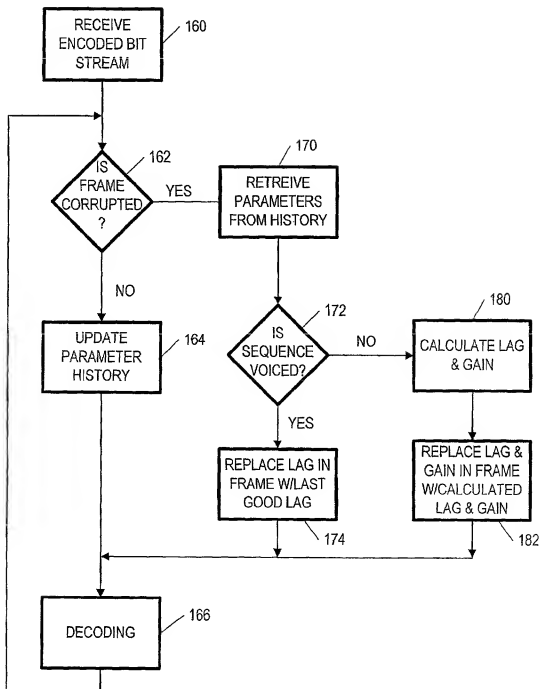 RECEIVE
ENCODED BIT
STREAM
160
IS
FRAME
CORRUPTED
?
162
YES
NO
170
RETREIVE
PARAMETERS
FROM HISTORY
UPDATE
PARAMETER
HISTORY
164
IS
SEQUENCE
VOICED?
172
NO
YES
180
CALCULATE LAG
& GAIN
REPLACE LAG IN
FRAME W/LAST
GOOD LAG
174
REPLACE LAG &
GAIN IN FRAME
W/CALCULATED
LAG & GAIN
182
DECODING
166